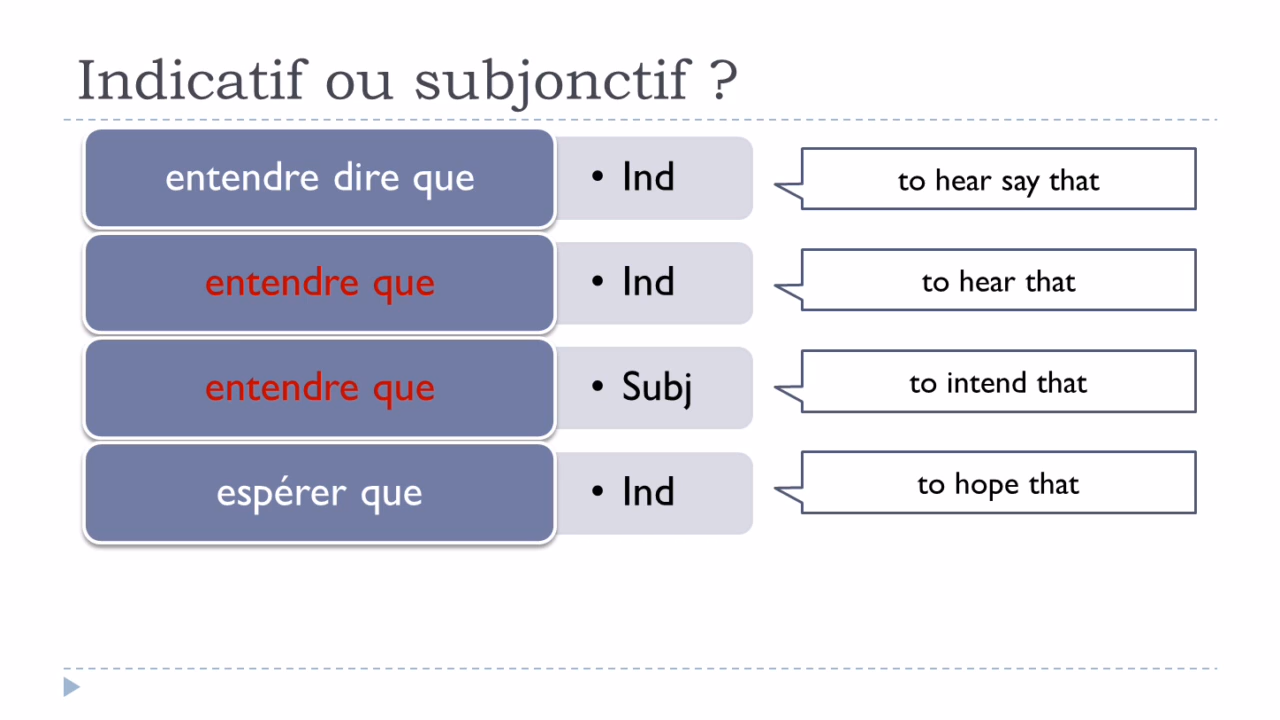 Indicatif ou subjonctif ?
entendre dire que
• Ind
to hear say that
entendre que
• Ind
to hear that
entendre que
• Subj
to intend that
espérer que
• Ind
to hope that